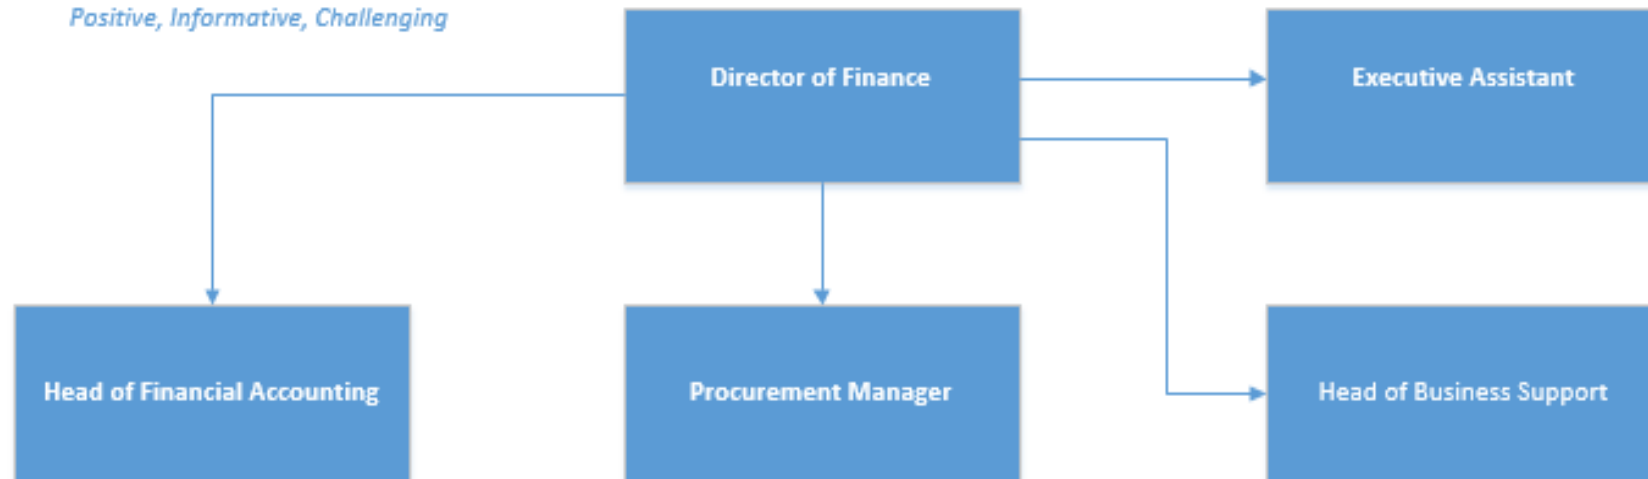 Positive, Informative, Challenging
Director of Finance
Executive Assistant
Head of Financial Accounting
Procurement Manager
Head of Business Support